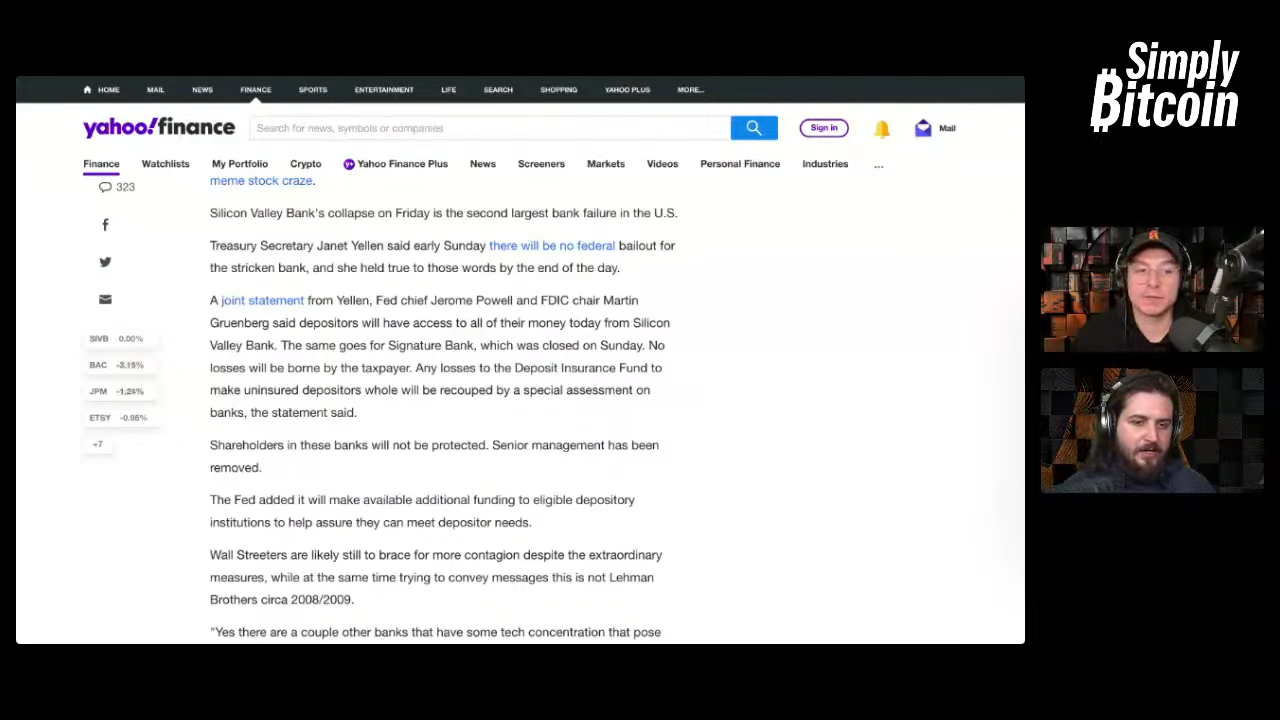 Simply
Bitcoin
HOME MAIL NEWS FINANCE SPORTS ENTERTAINMENT LIFE SEARCH SHOPPING YAHOO PLUS MORE...
yahoo!finance
Search for news, symbols or companies
Sign in
Mail
Finance Watchlists My Portfolio Crypto Yahoo Finance Plus News Screeners Markets Videos Personal Finance Industries ...
323
SIVB 0.00%
BAC -3.15%
JPM -1.24%
ETSY -0.95%
+7
meme stock craze.
Silicon Valley Bank's collapse on Friday is the second largest bank failure in the U.S.
Treasury Secretary Janet Yellen said early Sunday there will be no federal bailout for
the stricken bank, and she held true to those words by the end of the day.
A joint statement from Yellen, Fed chief Jerome Powell and FDIC chair Martin
Gruenberg said depositors will have access to all of their money today from Silicon
Valley Bank. The same goes for Signature Bank, which was closed on Sunday. No
losses will be borne by the taxpayer. Any losses to the Deposit Insurance Fund to
make uninsured depositors whole will be recouped by a special assessment on
banks, the statement said.
Shareholders in these banks will not be protected. Senior management has been
removed.
The Fed added it will make available additional funding to eligible depository
institutions to help assure they can meet depositor needs.
Wall Streeters are likely still to brace for more contagion despite the extraordinary
measures, while at the same time trying to convey messages this is not Lehman
Brothers circa 2008/2009.
"Yes there are a couple other banks that have some tech concentration that pose